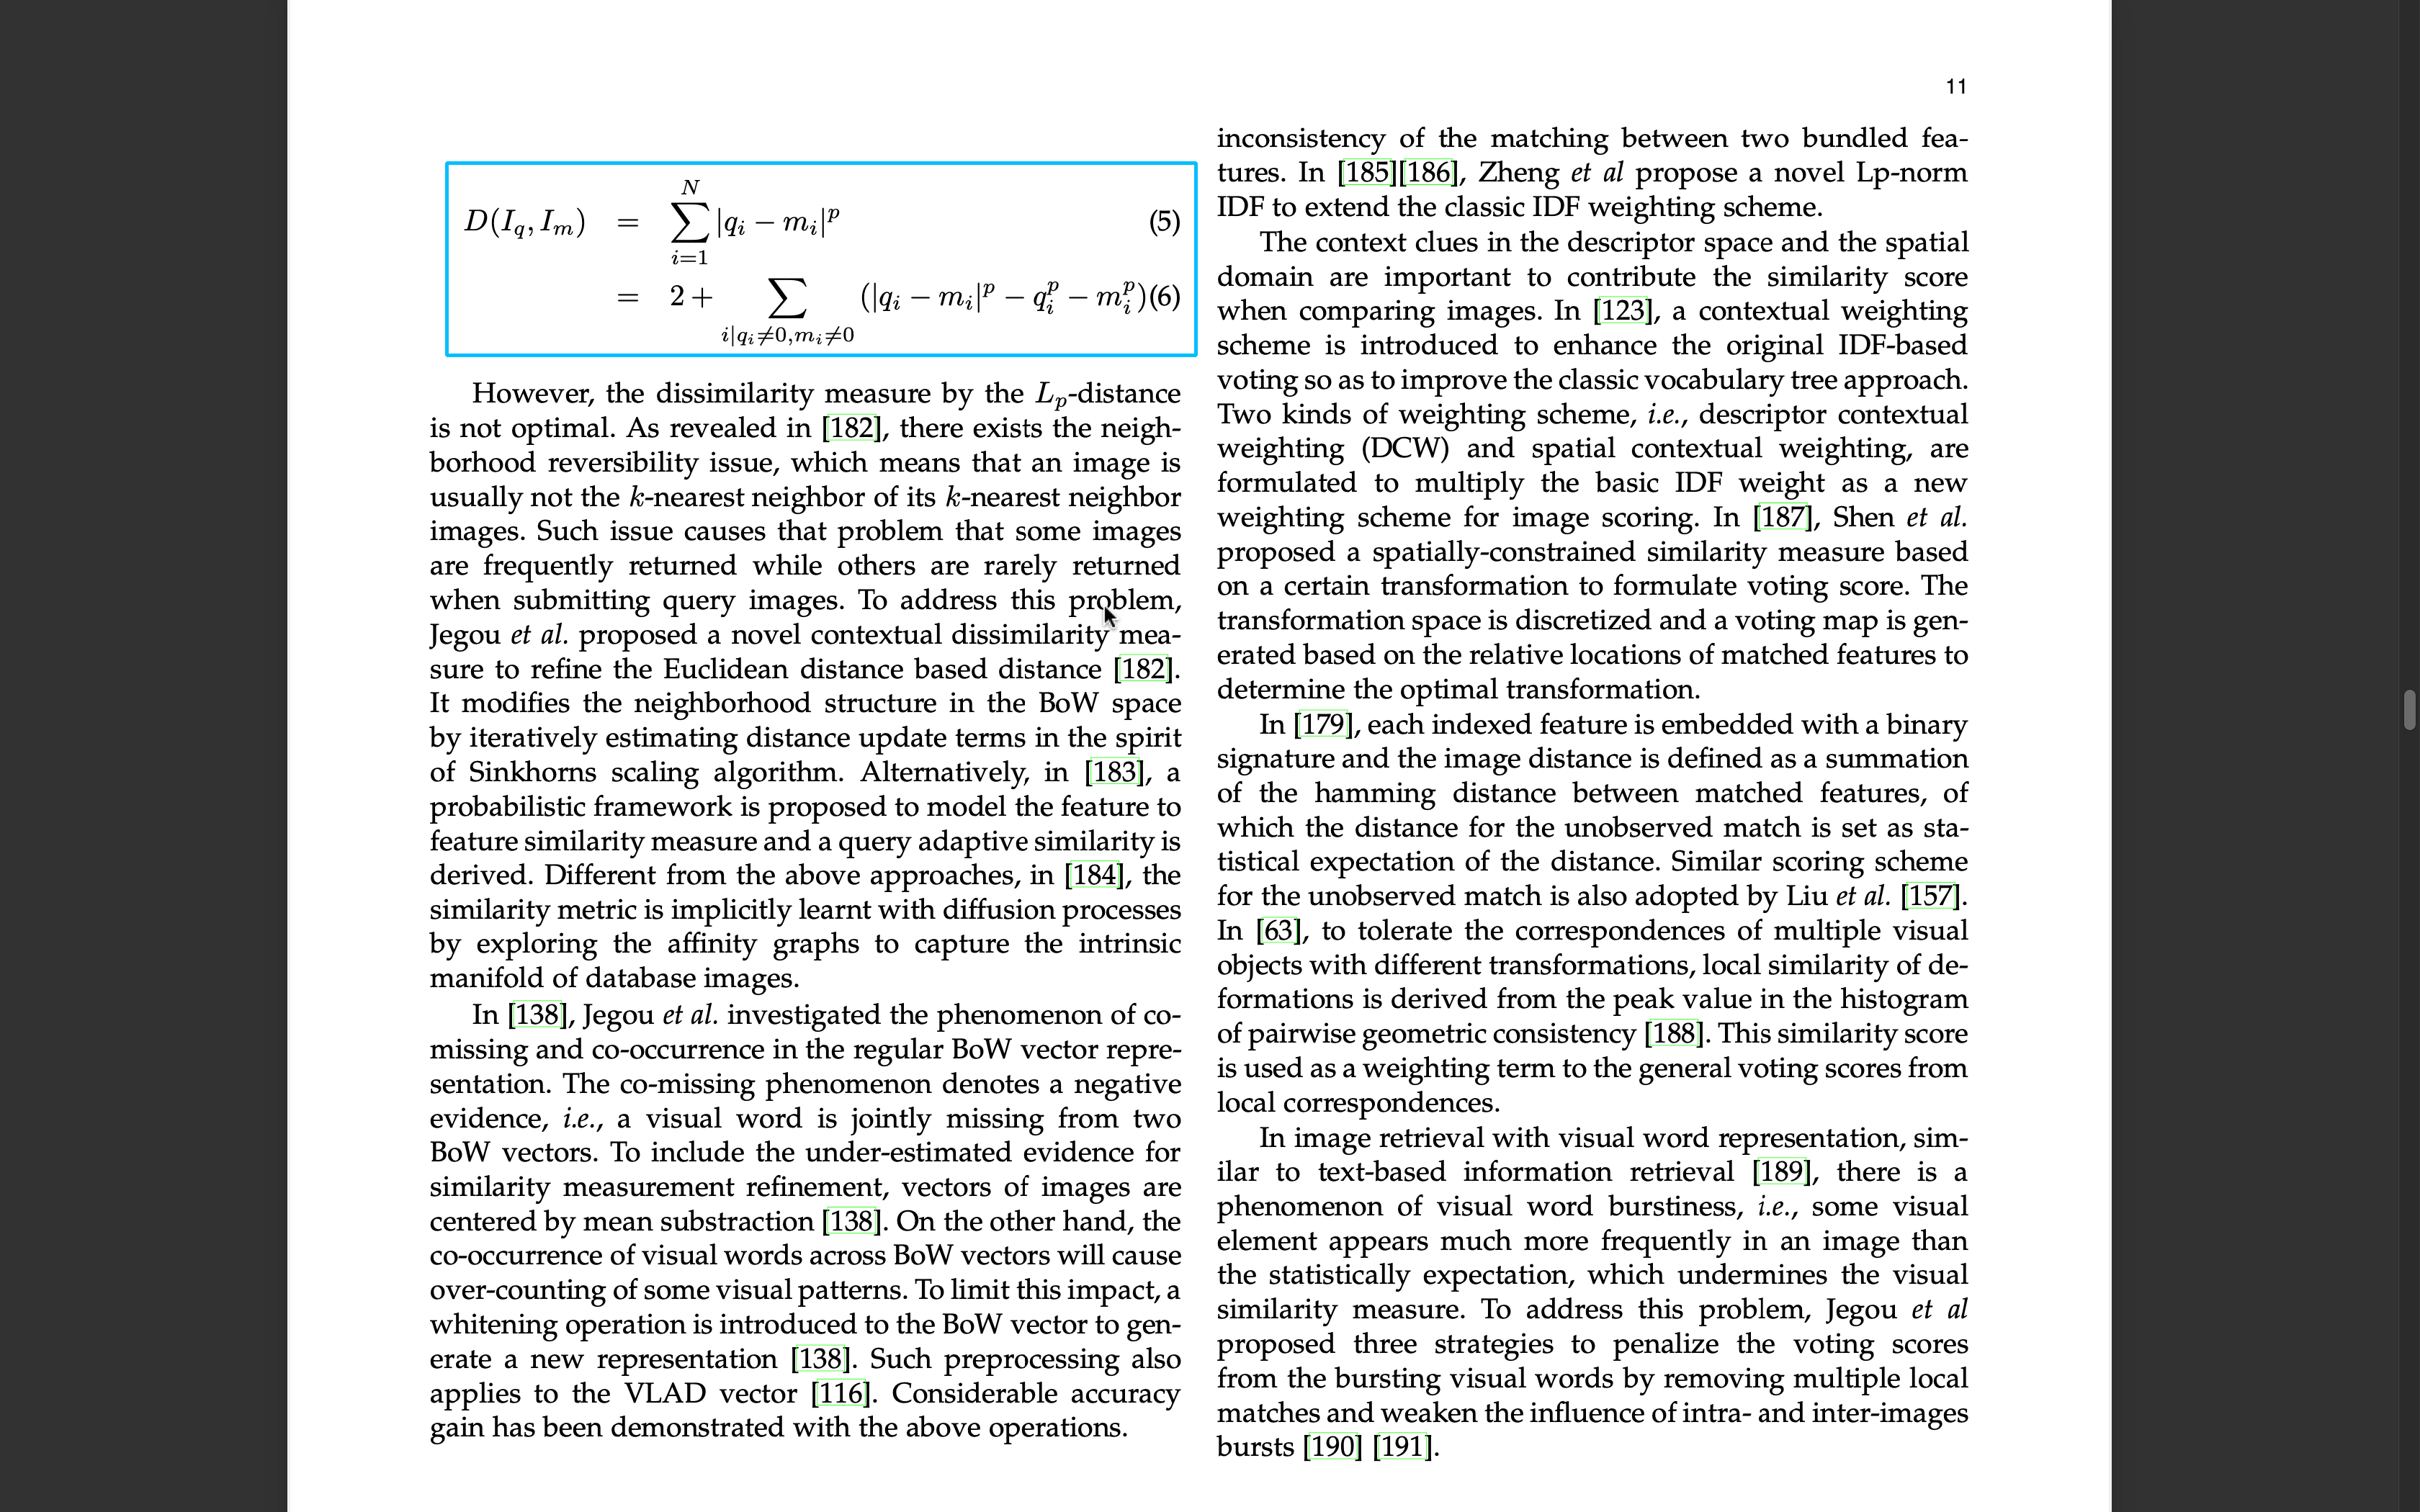 11
D(I_q, I_m) = \sum_{i=1}^{N} |q_i − m_i|^p (5)
= 2 + \sum_{i|q_i≠0,m_i≠0} (|q_i − m_i|^p − q_i^p − m_i^p)(6)
However, the dissimilarity measure by the L_p-distance
is not optimal. As revealed in [182], there exists the neigh-
borhood reversibility issue, which means that an image is
usually not the k-nearest neighbor of its k-nearest neighbor
images. Such issue causes that problem that some images
are frequently returned while others are rarely returned
when submitting query images. To address this problem,
Jegou et al. proposed a novel contextual dissimilarity mea-
sure to refine the Euclidean distance based distance [182].
It modifies the neighborhood structure in the BoW space
by iteratively estimating distance update terms in the spirit
of Sinkhorns scaling algorithm. Alternatively, in [183], a
probabilistic framework is proposed to model the feature to
feature similarity measure and a query adaptive similarity is
derived. Different from the above approaches, in [184], the
similarity metric is implicitly learnt with diffusion processes
by exploring the affinity graphs to capture the intrinsic
manifold of database images.
In [138], Jegou et al. investigated the phenomenon of co-
missing and co-occurrence in the regular BoW vector repre-
sentation. The co-missing phenomenon denotes a negative
evidence, i.e., a visual word is jointly missing from two
BoW vectors. To include the under-estimated evidence for
similarity measurement refinement, vectors of images are
centered by mean substraction [138]. On the other hand, the
co-occurrence of visual words across BoW vectors will cause
over-counting of some visual patterns. To limit this impact, a
whitening operation is introduced to the BoW vector to gen-
erate a new representation [138]. Such preprocessing also
applies to the VLAD vector [116]. Considerable accuracy
gain has been demonstrated with the above operations.
inconsistency of the matching between two bundled fea-
tures. In [185][186], Zheng et al propose a novel Lp-norm
IDF to extend the classic IDF weighting scheme.
The context clues in the descriptor space and the spatial
domain are important to contribute the similarity score
when comparing images. In [123], a contextual weighting
scheme is introduced to enhance the original IDF-based
voting so as to improve the classic vocabulary tree approach.
Two kinds of weighting scheme, i.e., descriptor contextual
weighting (DCW) and spatial contextual weighting, are
formulated to multiply the basic IDF weight as a new
weighting scheme for image scoring. In [187], Shen et al.
proposed a spatially-constrained similarity measure based
on a certain transformation to formulate voting score. The
transformation space is discretized and a voting map is gen-
erated based on the relative locations of matched features to
determine the optimal transformation.
In [179], each indexed feature is embedded with a binary
signature and the image distance is defined as a summation
of the hamming distance between matched features, of
which the distance for the unobserved match is set as sta-
tistical expectation of the distance. Similar scoring scheme
for the unobserved match is also adopted by Liu et al. [157].
In [63], to tolerate the correspondences of multiple visual
objects with different transformations, local similarity of de-
formations is derived from the peak value in the histogram
of pairwise geometric consistency [188]. This similarity score
is used as a weighting term to the general voting scores from
local correspondences.
In image retrieval with visual word representation, sim-
ilar to text-based information retrieval [189], there is a
phenomenon of visual word burstiness, i.e., some visual
element appears much more frequently in an image than
the statistically expectation, which undermines the visual
similarity measure. To address this problem, Jegou et al
proposed three strategies to penalize the voting scores
from the bursting visual words by removing multiple local
matches and weaken the influence of intra- and inter-images
bursts [190] [191].